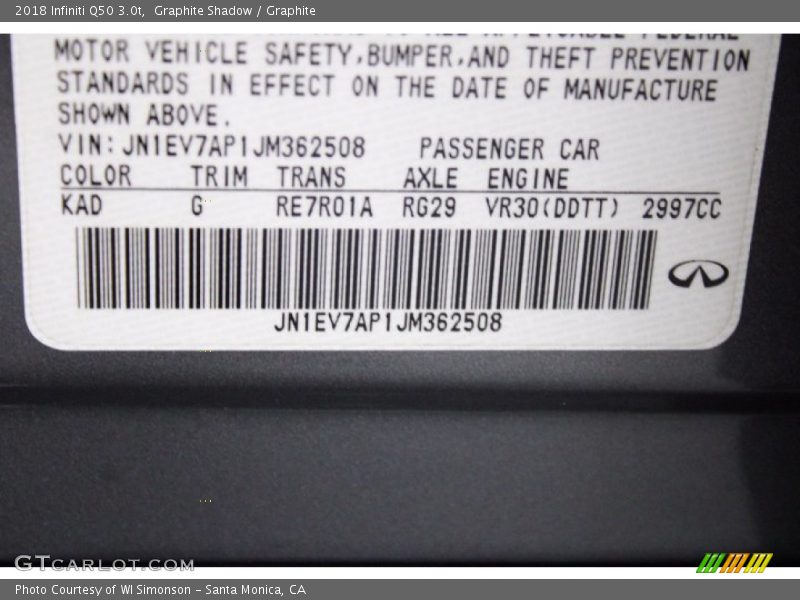 2018 Infiniti Q50 3.0t, Graphite Shadow / Graphite
MOTOR VEHICLE SAFETY, BUMPER, AND THEFT PREVENTION
STANDARDS IN EFFECT ON THE DATE OF MANUFACTURE
SHOWN ABOVE.
VIN: JN1EV7AP1JM362508 PASSENGER CAR
COLOR TRIM TRANS AXLE ENGINE
KAD G RE7R01A RG29 VR30(DDTT) 2997CC
JN1EV7AP1JM362508
GTCARLOT.COM
Photo Courtesy of WI Simonson - Santa Monica, CA